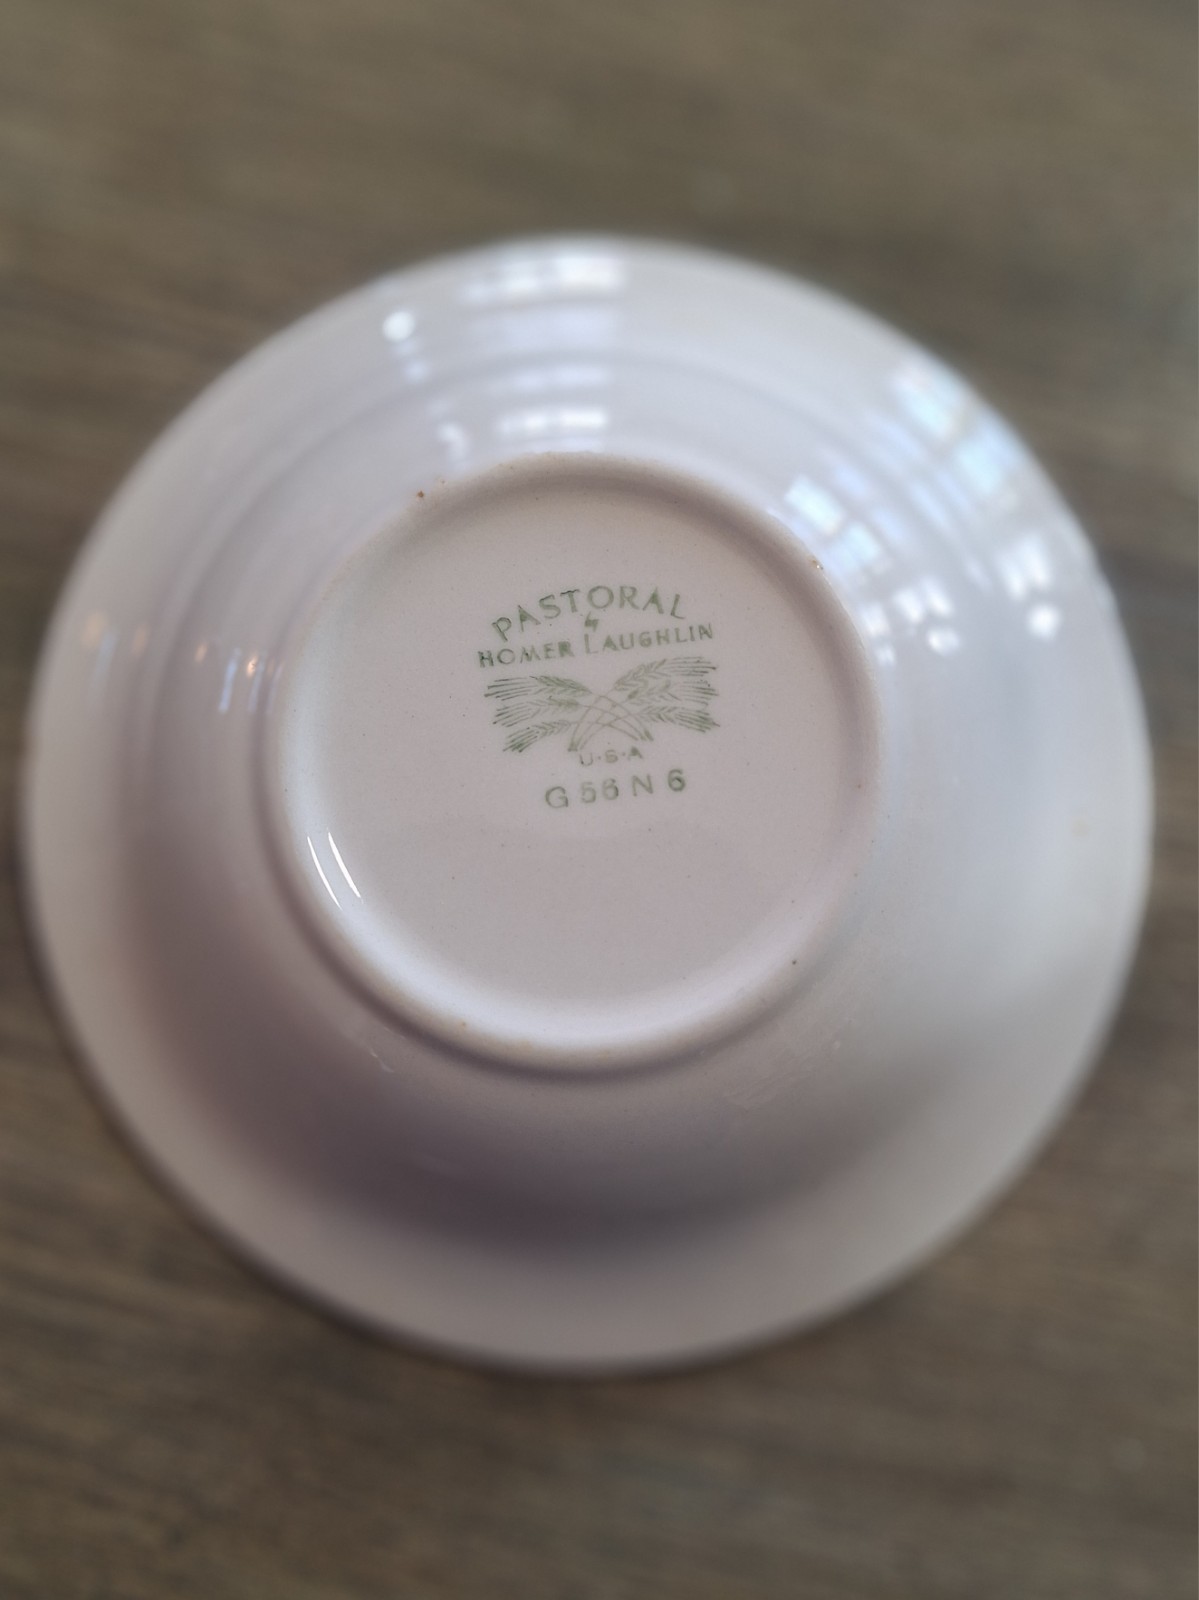 PASTORAL
by
HOMER LAUGHLIN
U·S·A
G 56 N 6